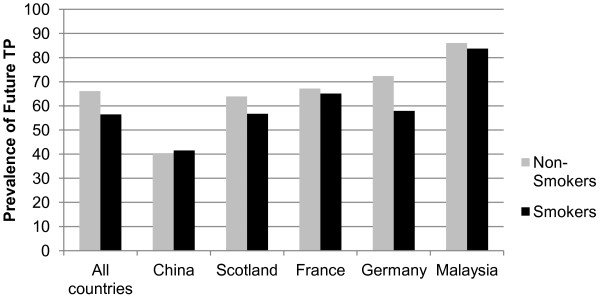 Prevalence of Future TP
100
90
80
70
60
50
40
30
20
10
0
All
countries
China
Scotland
France
Germany
Malaysia
Non-
Smokers
Smokers